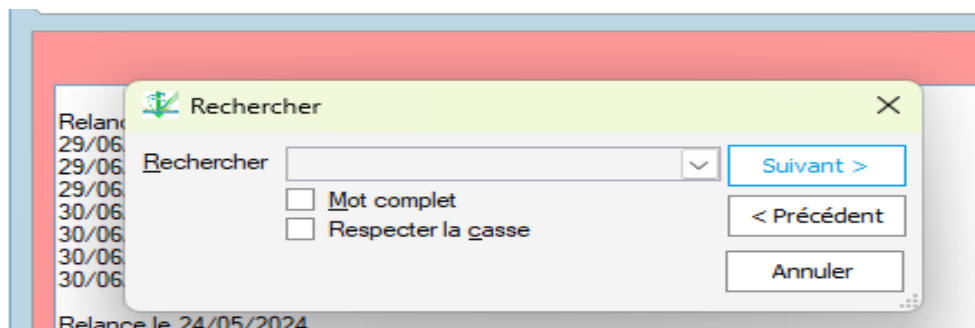 Rechercher
Relanc
29/06
29/06
29/06
30/06
30/06
30/06
30/06
Rechercher
Suivant >
Mot complet
< Précédent
Respecter la casse
Annuler
Relance le 24/05/2024